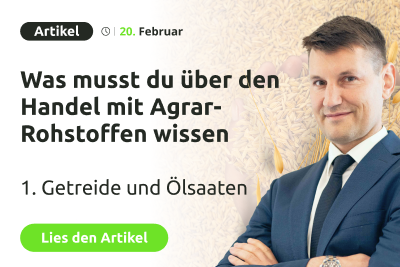 Artikel
20. Februar
Was musst du über den
Handel mit Agrar-
Rohstoffen wissen
1. Getreide und Ölsaaten
Lies den Artikel